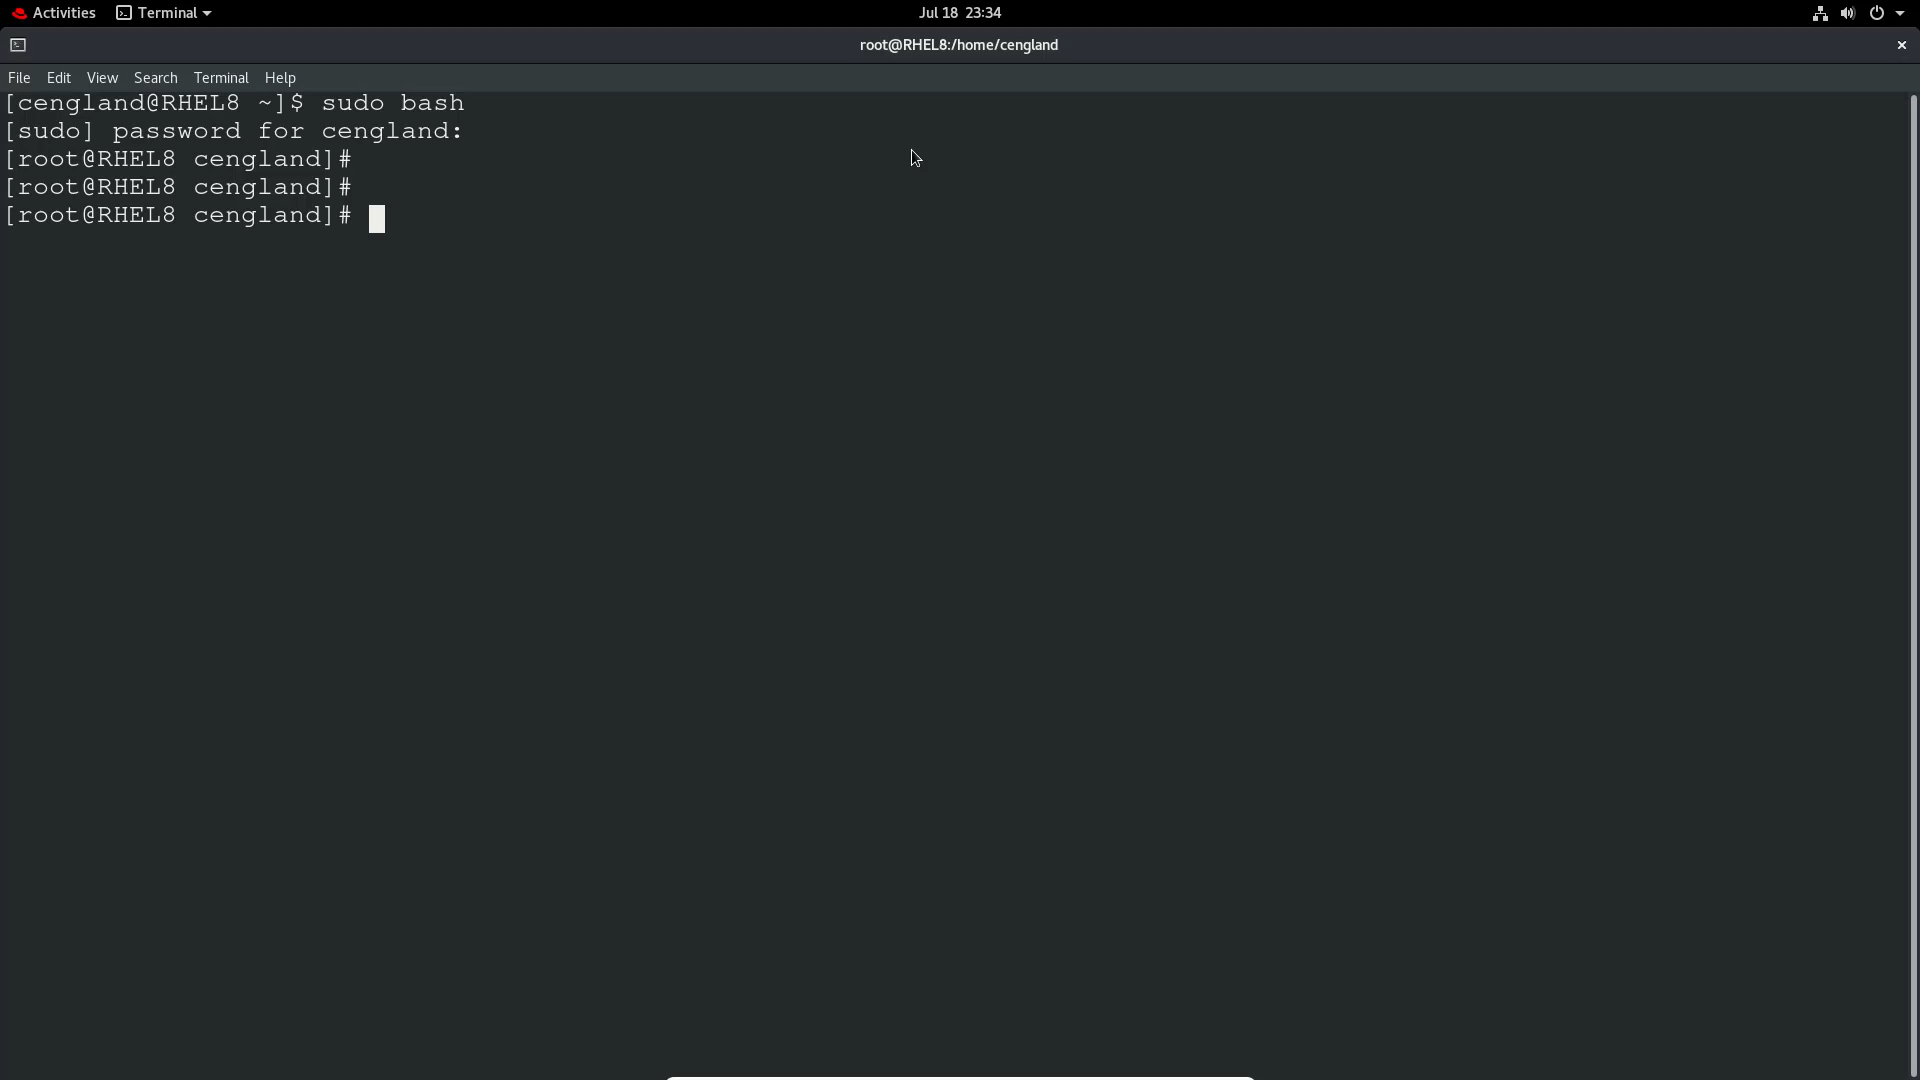 Activities Terminal Jul 18 23:34
root@RHEL8:/home/cengland
File Edit View Search Terminal Help
[cengland@RHEL8 ~]$ sudo bash
[sudo] password for cengland:
[root@RHEL8 cengland]#
[root@RHEL8 cengland]#
[root@RHEL8 cengland]#